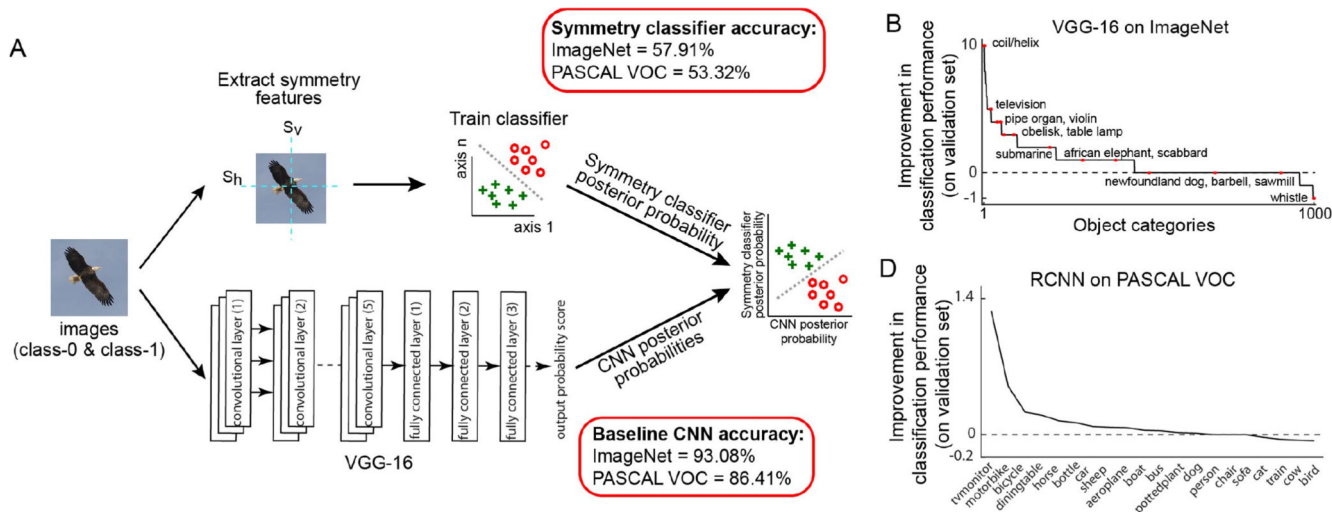 A
Symmetry classifier accuracy:
ImageNet = 57.91%
PASCAL VOC = 53.32%
Extract symmetry
features
Sv
Sh
Train classifier
axis n
axis 1
Symmetry classifier
posterior probability
images
(class-0 & class-1)
convolutional layer (1)
convolutional layer (2)
convolutional layer (5)
fully connected layer (1)
fully connected layer (2)
fully connected layer (3)
output probability score
VGG-16
CNN posterior
probabilities
Symmetry classifier
posterior probability
CNN posterior
probability
Baseline CNN accuracy:
ImageNet = 93.08%
PASCAL VOC = 86.41%
B
VGG-16 on ImageNet
Improvement in
classification performance
(on validation set)
10
0
-1
coil/helix
television
pipe organ, violin
obelisk, table lamp
submarine
african elephant, scabbard
newfoundland dog, barbell, sawmill
whistle
1
1000
Object categories
D
RCNN on PASCAL VOC
Improvement in
classification performance
(on validation set)
1.4
0
-0.2
tvmonitor
motorbike
bicycle
diningtable
horse
bottle
car
sheep
aeroplane
boat
bus
pottedplant
dog
person
chair
sofa
cat
train
cow
bird